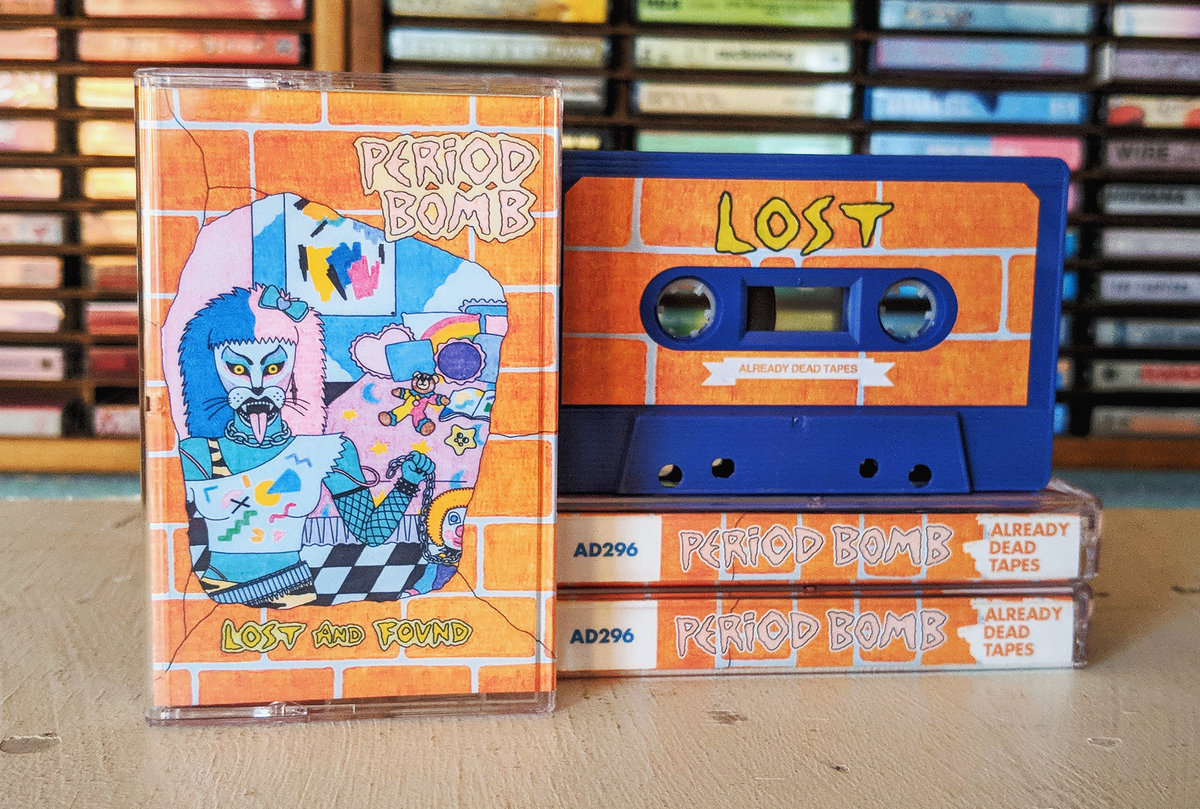 PERIOD
BOMB
LOST AND FOUND
LOST
ALREADY DEAD TAPES
AD296
PERIOD BOMB
ALREADY
DEAD
TAPES
AD296
PERIOD BOMB
ALREADY
DEAD
TAPES
WIRE